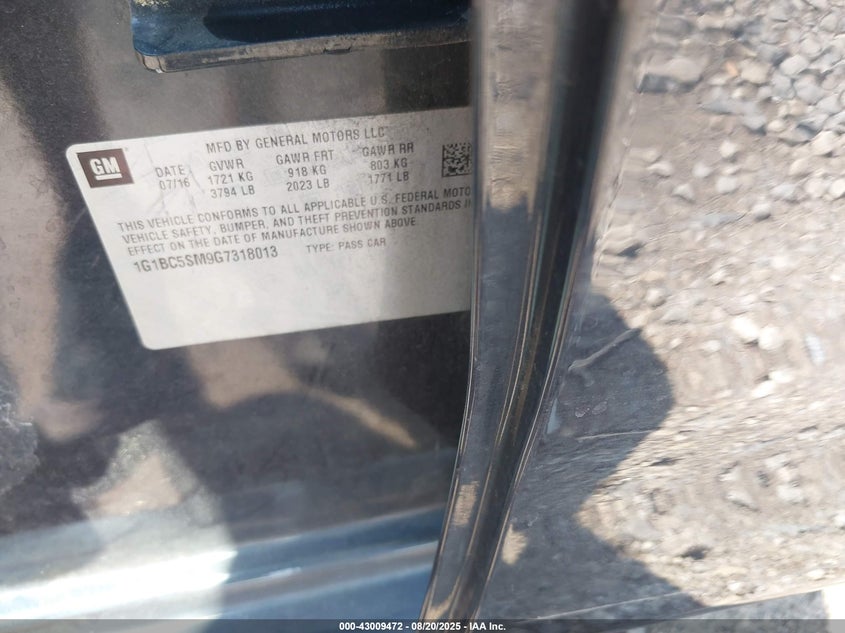 GM
MFD BY GENERAL MOTORS LLC
DATE GVWR GAWR FRT GAWR RR
07/16 1721 KG 918 KG 803 KG
3794 LB 2023 LB 1771 LB
THIS VEHICLE CONFORMS TO ALL APPLICABLE U.S. FEDERAL MOTO
VEHICLE SAFETY, BUMPER, AND THEFT PREVENTION STANDARDS I
EFFECT ON THE DATE OF MANUFACTURE SHOWN ABOVE.
1G1BC5SM9G7318013 TYPE: PASS CAR
000-43009472 - 08/20/2025 - IAA Inc.